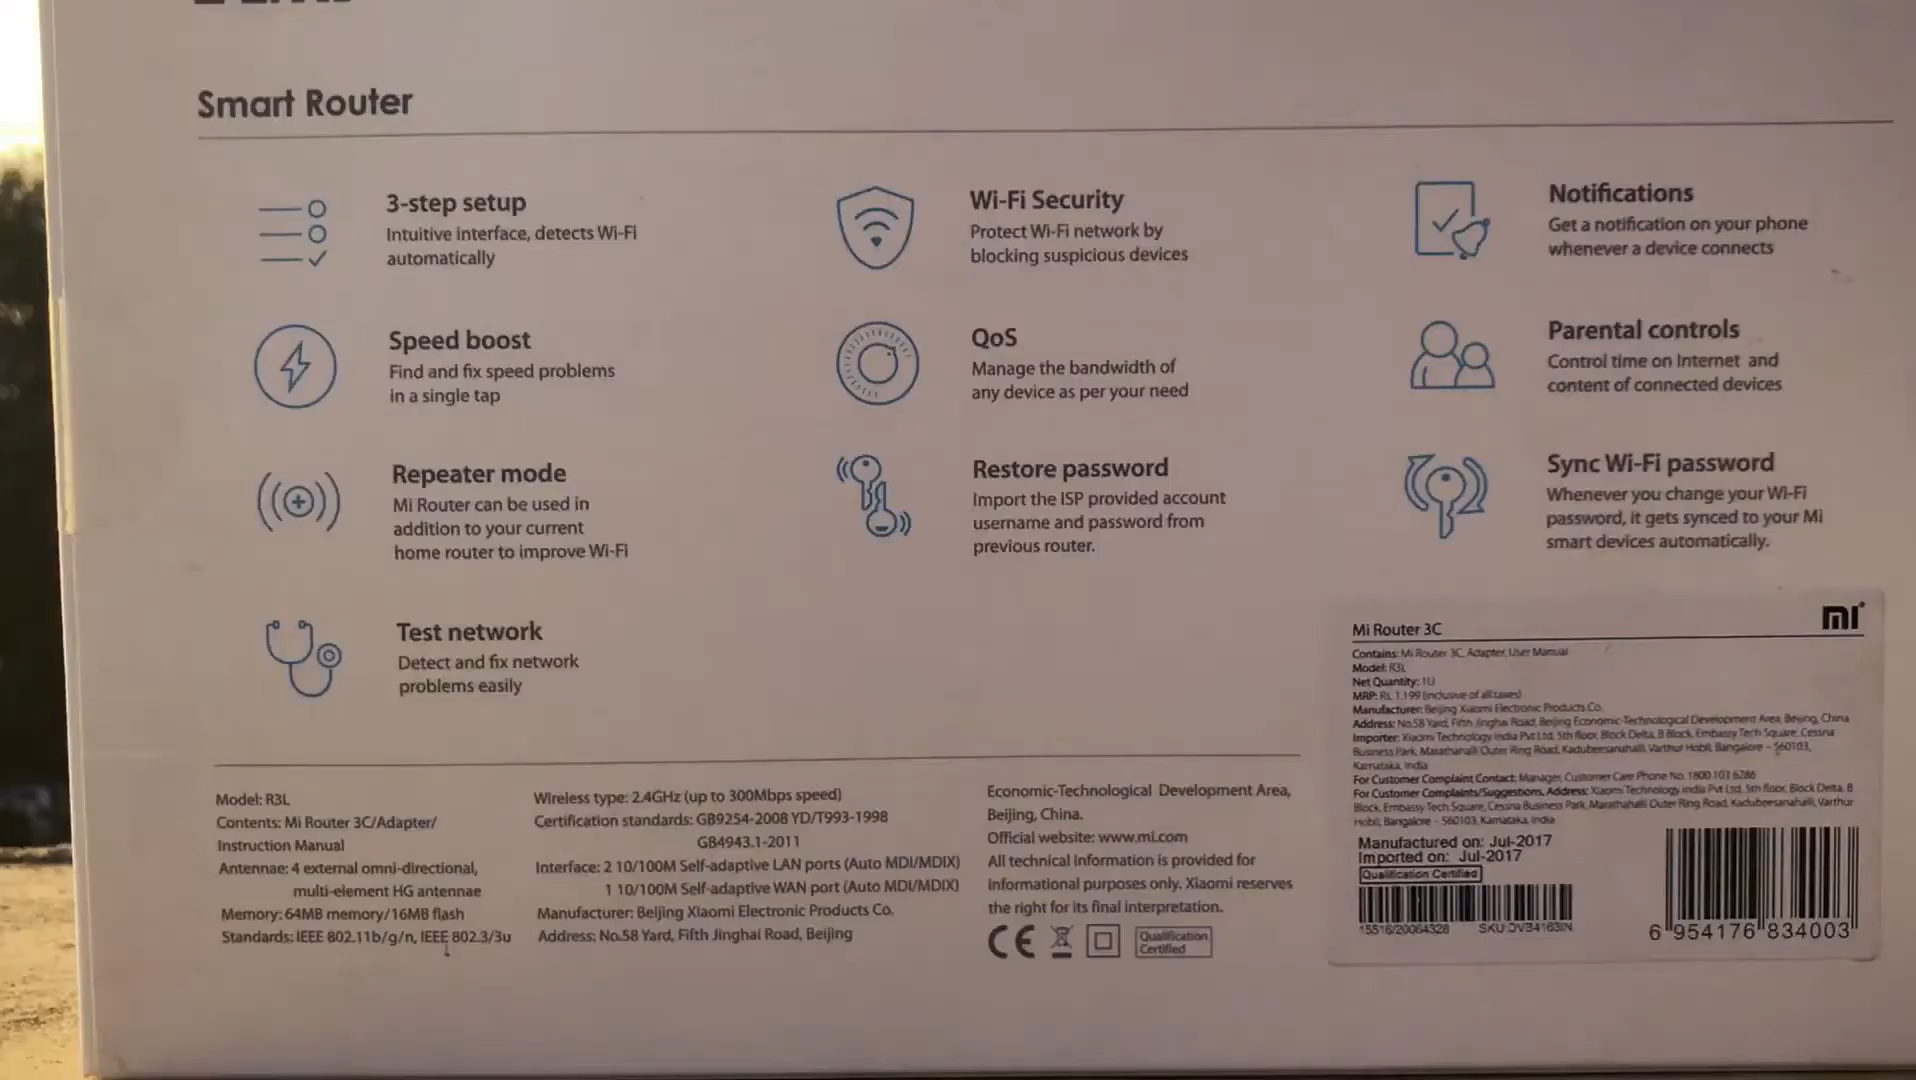 Smart Router
3-step setup
Intuitive interface, detects Wi-Fi
automatically
Wi-Fi Security
Protect Wi-Fi network by
blocking suspicious devices
Notifications
Get a notification on your phone
whenever a device connects
Speed boost
Find and fix speed problems
in a single tap
QoS
Manage the bandwidth of
any device as per your need
Parental controls
Control time on Internet and
content of connected devices
Repeater mode
Mi Router can be used in
addition to your current
home router to improve Wi-Fi
Restore password
Import the ISP provided account
username and password from
previous router.
Sync Wi-Fi password
Whenever you change your Wi-Fi
password, it gets synced to your Mi
smart devices automatically.
Test network
Detect and fix network
problems easily
Model: R3L
Contents: Mi Router 3C/Adapter/
Instruction Manual
Antennae: 4 external omni-directional,
multi-element HG antennae
Memory: 64MB memory/16MB flash
Standards: IEEE 802.11b/g/n, IEEE 802.3/3u
Wireless type: 2.4GHz (up to 300Mbps speed)
Certification standards: GB9254-2008 YD/T993-1998
GB4943.1-2011
Interface: 2 10/100M Self-adaptive LAN ports (Auto MDI/MDIX)
1 10/100M Self-adaptive WAN port (Auto MDI/MDIX)
Manufacturer: Beijing Xiaomi Electronic Products Co.
Address: No.58 Yard, Fifth Jinghai Road, Beijing
Economic-Technological Development Area,
Beijing, China.
Official website: www.mi.com
All technical information is provided for
informational purposes only. Xiaomi reserves
the right for its final interpretation.
CE
Qualification
Certified
mi
Mi Router 3C
Contains: Mi Router 3C, Adapter, User Manual
Model: R3L
Net Quantity: 1U
MRP: Rs. 1,199 (inclusive of all taxes)
Manufacturer: Beijing Xiaomi Electronic Products Co.
Address: No.58 Yard, Fifth Jinghai Road, Beijing Economic-Technological Development Area, Beijing, China
Importer: Xiaomi Technology India Pvt Ltd, 5th floor, Block Delta, B Block, Embassy Tech Square, Cessna
Business Park, Marathahalli Outer Ring Road, Kadubeesanahalli, Varthur Hobli, Bangalore - 560103,
Karnataka, India
For Customer Complaint Contact: Manager, Customer Care Phone No. 1800 103 6286
For Customer Complaints/Suggestions, Address: Xiaomi Technology India Pvt Ltd, 5th floor, Block Delta, B
Block, Embassy Tech Square, Cessna Business Park, Marathahalli Outer Ring Road, Kadubeesanahalli, Varthur
Hobli, Bangalore - 560103, Karnataka, India
Manufactured on: Jul-2017
Imported on: Jul-2017
Qualification Certified
15516/20064328 SKU:DVB4163IN
6 954176 834003